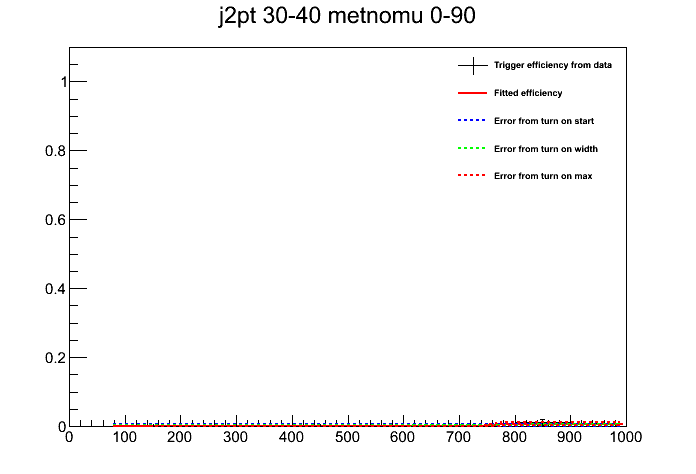 j2pt 30-40 metnomu 0-90
Trigger efficiency from data
Fitted efficiency
Error from turn on start
Error from turn on width
Error from turn on max
1
0.8
0.6
0.4
0.2
0
0 100 200 300 400 500 600 700 800 900 1000